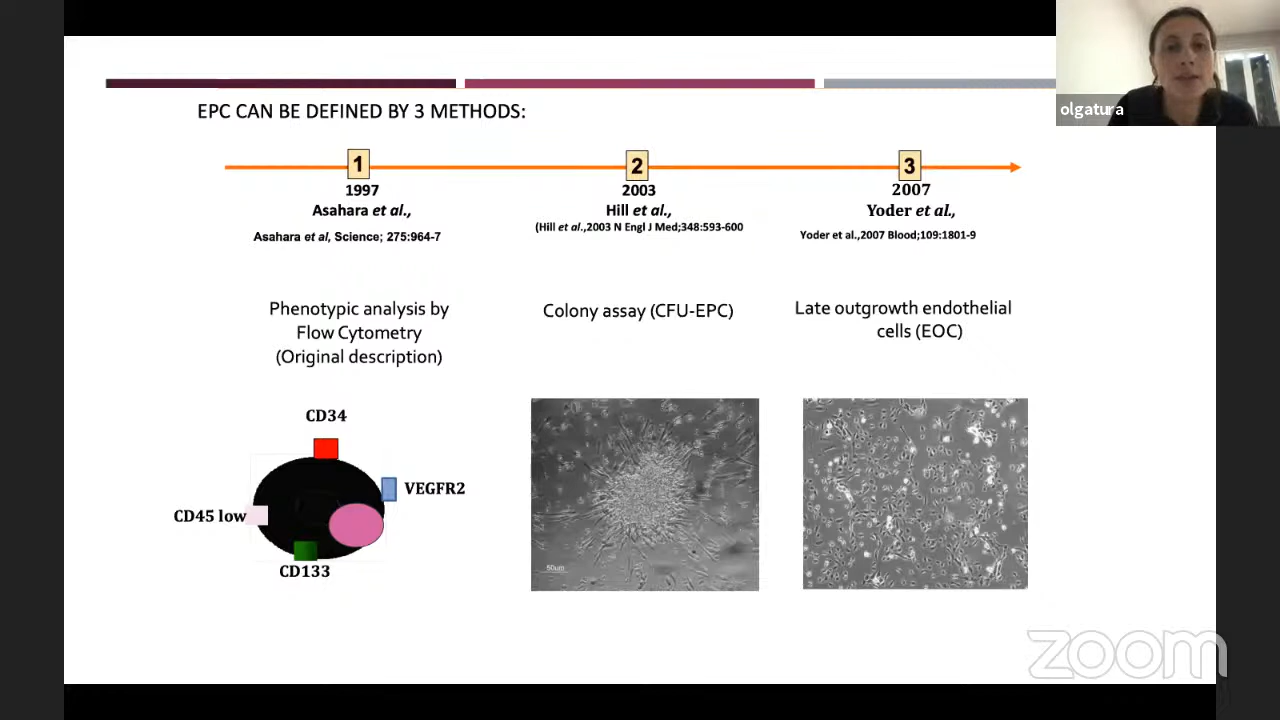 olgatura
EPC CAN BE DEFINED BY 3 METHODS:
1
1997
Asahara et al.,
Asahara et al, Science; 275:964-7
2
2003
Hill et al.,
(Hill et al.,2003 N Engl J Med;348:593-600
3
2007
Yoder et al.,
Yoder et al.,2007 Blood;109:1801-9
Phenotypic analysis by
Flow Cytometry
(Original description)
Colony assay (CFU-EPC)
Late outgrowth endothelial
cells (EOC)
CD34
VEGFR2
CD45 low
CD133
50um
zoom